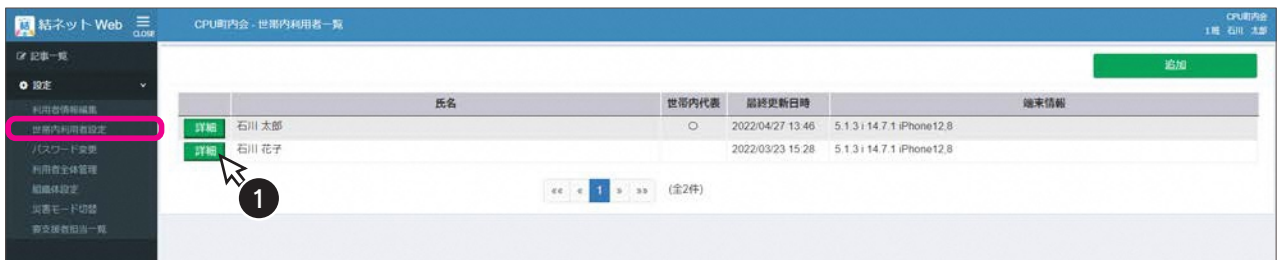 結ネット Web CLOSE
CPU町内会 - 世帯内利用者一覧
CPU町内会
1班 石川 太郎
記事一覧
設定
利用者情報編集
世帯内利用者設定
パスワード変更
利用者全体管理
組織体設定
災害モード切替
要支援者担当一覧
追加
氏名 世帯内代表 最終更新日時 端末情報
詳細 石川 太郎 ○ 2022/04/27 13:46 5.1.3 i 14.7.1 iPhone12,8
詳細 石川 花子 2022/03/23 15:28 5.1.3 i 14.7.1 iPhone12,8
1
«« « 1 » »» (全2件)